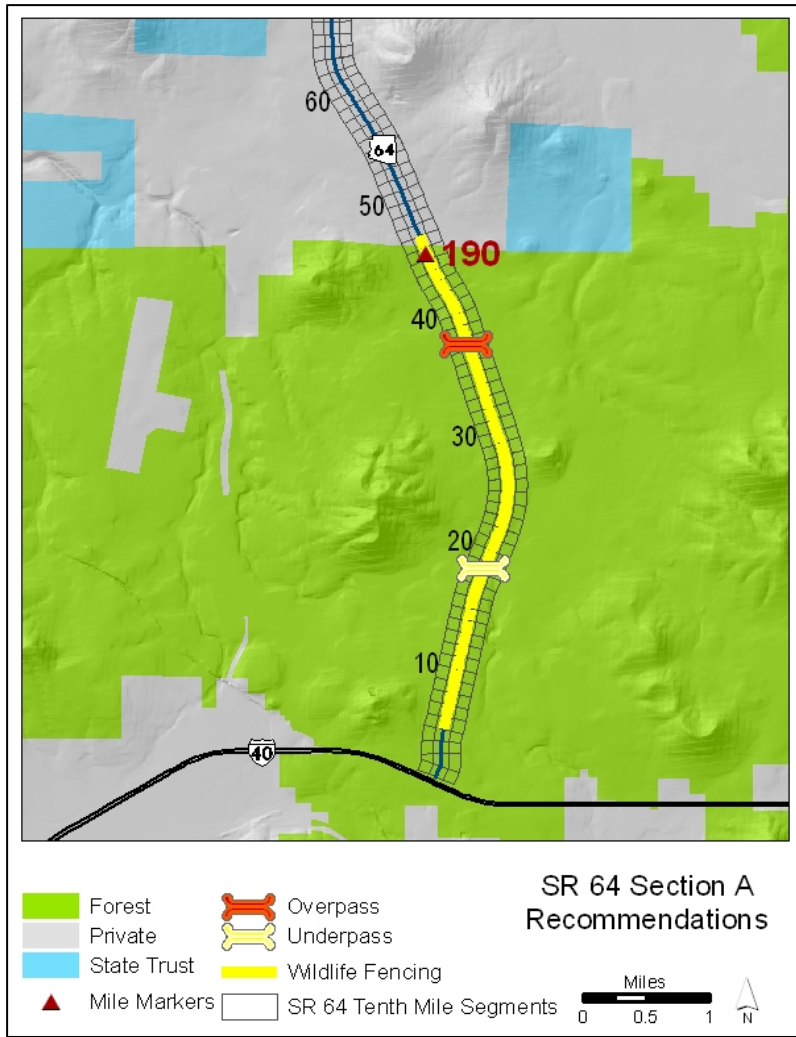 60
64
50
190
40
30
20
10
40
SR 64 Section A
Recommendations
Forest
Private
State Trust
Mile Markers
Overpass
Underpass
Wildlife Fencing
SR 64 Tenth Mile Segments
Miles
0 0.5 1
N